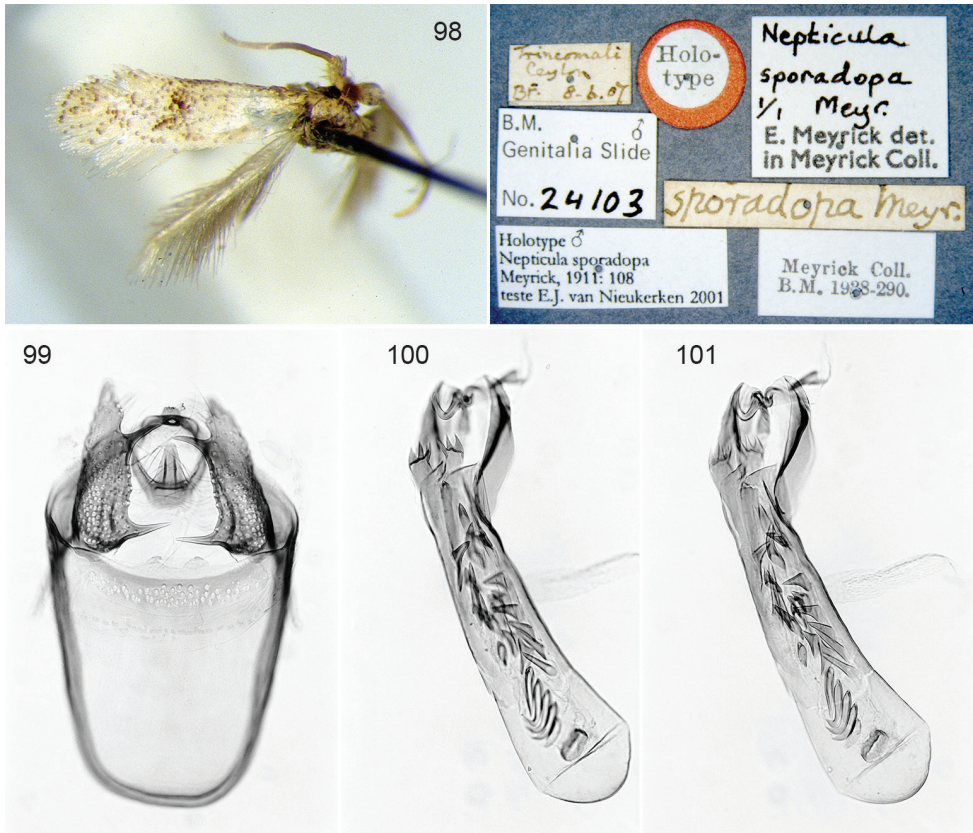 98
Trincomali
Ceylon
BF. 8.6.07
Holo-
type
Nepticula
sporadopa
1/1 Meyr.
E. Meyrick det.
in Meyrick Coll.
B.M. ♂
Genitalia Slide
No. 24103
sporadopa Meyr.
Holotype ♂
Nepticula sporadopa
Meyrick, 1911: 108
teste E.J. van Nieukerken 2001
Meyrick Coll.
B.M. 1938-290.
99
100
101